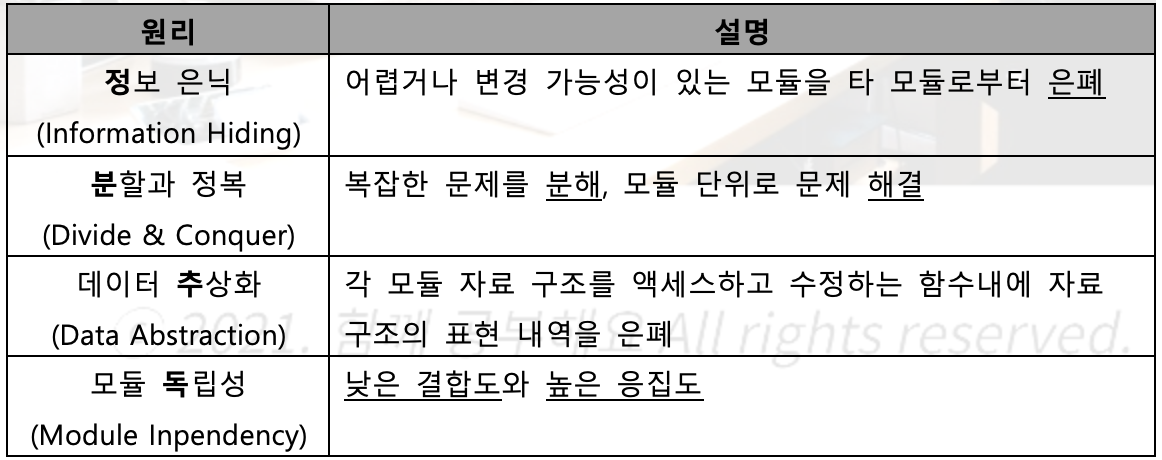 원리 설명
정보 은닉
(Information Hiding)
어렵거나 변경 가능성이 있는 모듈을 타 모듈로부터 은폐
분할과 정복
(Divide & Conquer)
복잡한 문제를 분해, 모듈 단위로 문제 해결
데이터 추상화
(Data Abstraction)
각 모듈 자료 구조를 액세스하고 수정하는 함수내에 자료
구조의 표현 내역을 은폐
모듈 독립성
(Module Inpendency)
낮은 결합도와 높은 응집도
2021. 함께 공부해요 All rights reserved.